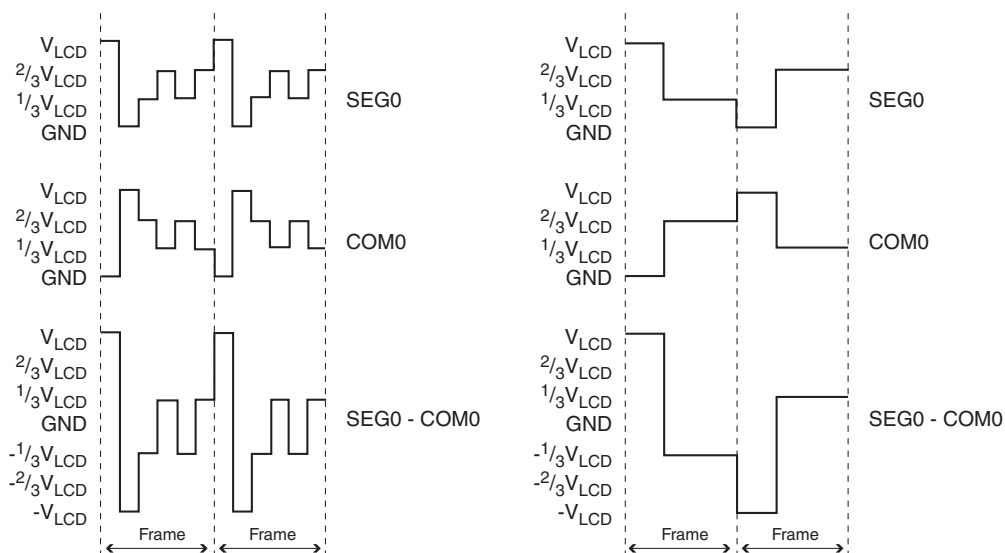 V_LCD
²/₃V_LCD
¹/₃V_LCD
GND
SEG0
V_LCD
²/₃V_LCD
¹/₃V_LCD
GND
COM0
V_LCD
²/₃V_LCD
¹/₃V_LCD
GND
-¹/₃V_LCD
-²/₃V_LCD
-V_LCD
SEG0 - COM0
Frame
Frame
V_LCD
²/₃V_LCD
¹/₃V_LCD
GND
SEG0
V_LCD
²/₃V_LCD
¹/₃V_LCD
GND
COM0
V_LCD
²/₃V_LCD
¹/₃V_LCD
GND
-¹/₃V_LCD
-²/₃V_LCD
-V_LCD
SEG0 - COM0
Frame
Frame